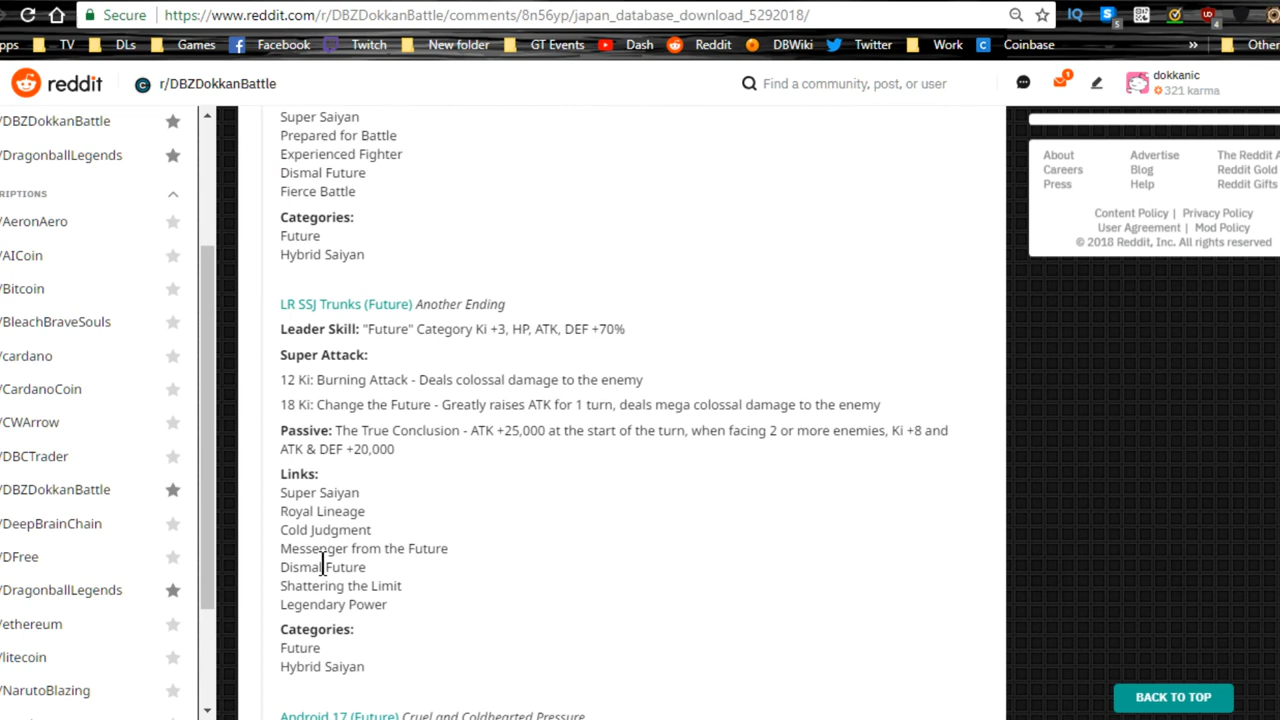 Secure https://www.reddit.com/r/DBZDokkanBattle/comments/8n56yp/japan_database_download_5292018/
pps TV DLs Games Facebook Twitch New folder GT Events Dash Reddit DBWiki Twitter Work Coinbase » Other
reddit r/DBZDokkanBattle Find a community, post, or user 1 dokkanic
321 karma
/DBZDokkanBattle
/DragonballLegends
RIPTIONS
/AeronAero
/AICoin
/Bitcoin
/BleachBraveSouls
/cardano
/CardanoCoin
/CWArrow
/DBCTrader
/DBZDokkanBattle
/DeepBrainChain
/DFree
/DragonballLegends
/ethereum
/litecoin
/NarutoBlazing
Super Saiyan
Prepared for Battle
Experienced Fighter
Dismal Future
Fierce Battle
Categories:
Future
Hybrid Saiyan
LR SSJ Trunks (Future) Another Ending
Leader Skill: "Future" Category Ki +3, HP, ATK, DEF +70%
Super Attack:
12 Ki: Burning Attack - Deals colossal damage to the enemy
18 Ki: Change the Future - Greatly raises ATK for 1 turn, deals mega colossal damage to the enemy
Passive: The True Conclusion - ATK +25,000 at the start of the turn, when facing 2 or more enemies, Ki +8 and
ATK & DEF +20,000
Links:
Super Saiyan
Royal Lineage
Cold Judgment
Messenger from the Future
Dismal Future
Shattering the Limit
Legendary Power
Categories:
Future
Hybrid Saiyan
Android 17 (Future) Cruel and Coldhearted Pressure
About Advertise The Reddit A
Careers Blog Reddit Gold
Press Help Reddit Gifts
Content Policy | Privacy Policy
User Agreement | Mod Policy
© 2018 Reddit, Inc. All rights reserved
BACK TO TOP